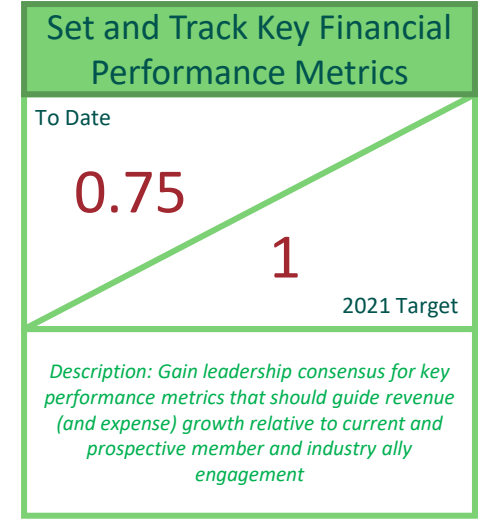 Set and Track Key Financial
Performance Metrics
To Date
0.75
1
2021 Target
Description: Gain leadership consensus for key
performance metrics that should guide revenue
(and expense) growth relative to current and
prospective member and industry ally
engagement